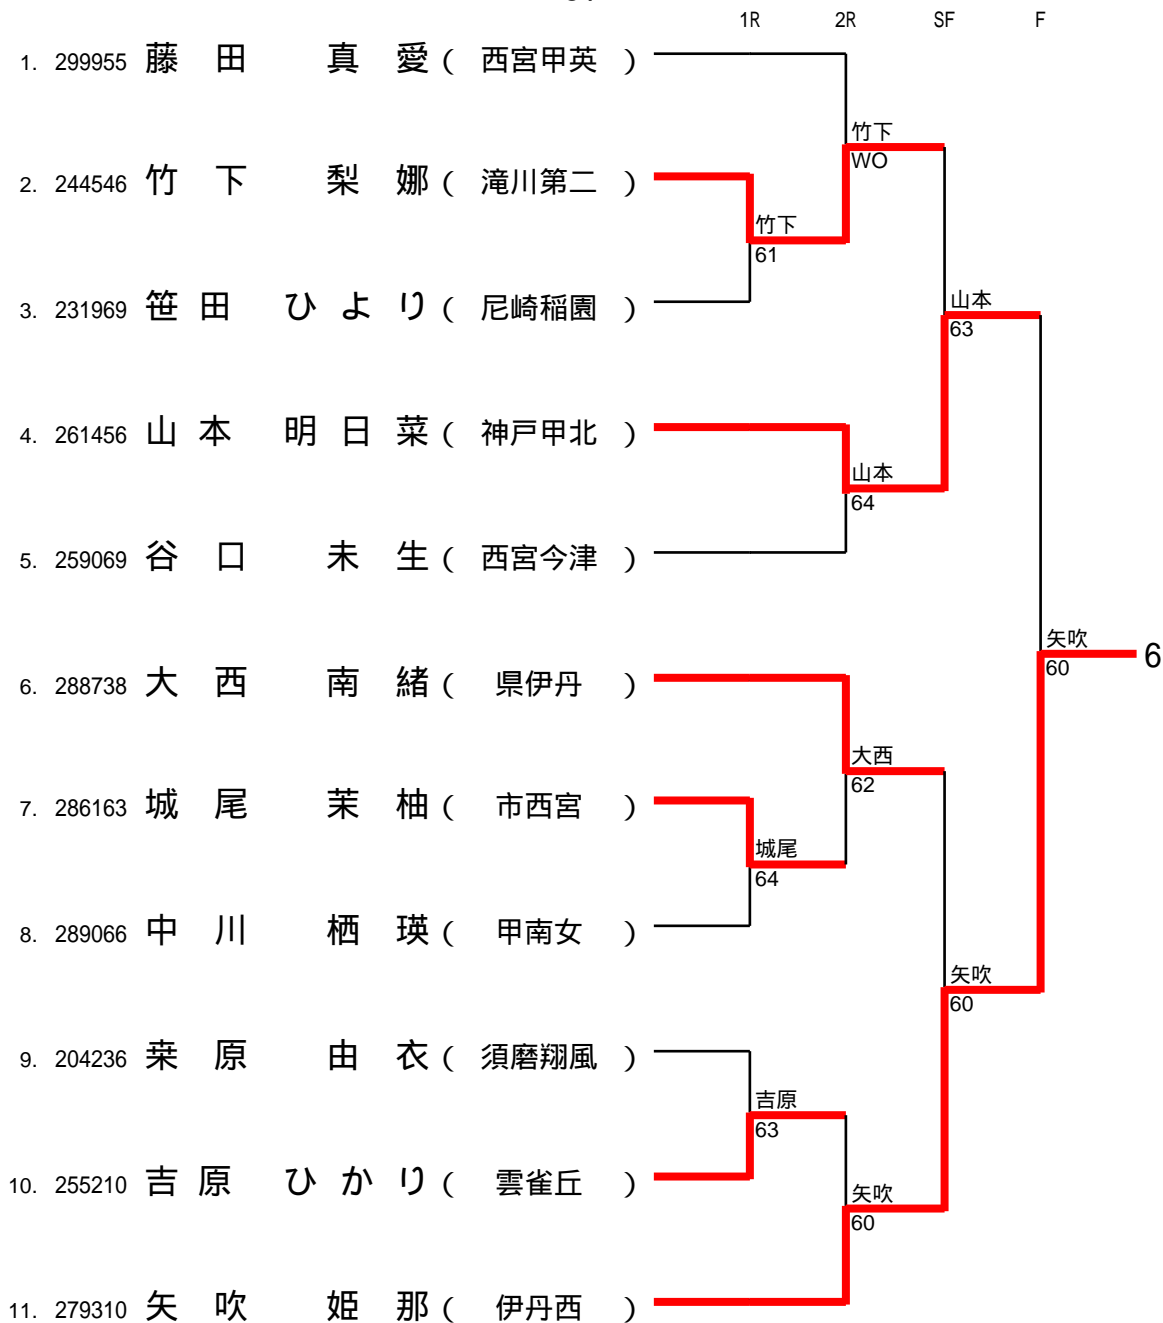 1R 2R SF F
1. 299955 藤田 真愛 ( 西宮甲英 )
竹下
WO
2. 244546 竹下 梨娜 ( 滝川第二 )
竹下
61
3. 231969 笹田 ひより ( 尼崎稲園 )
山本
63
4. 261456 山本 明日菜 ( 神戸甲北 )
山本
64
5. 259069 谷口 未生 ( 西宮今津 )
矢吹
60
6
6. 288738 大西 南緒 ( 県伊丹 )
大西
62
7. 286163 城尾 茉柚 ( 市西宮 )
城尾
64
8. 289066 中川 栖瑛 ( 甲南女 )
矢吹
60
9. 204236 桒原 由衣 ( 須磨翔風 )
吉原
63
10. 255210 吉原 ひかり ( 雲雀丘 )
矢吹
60
11. 279310 矢吹 姫那 ( 伊丹西 )